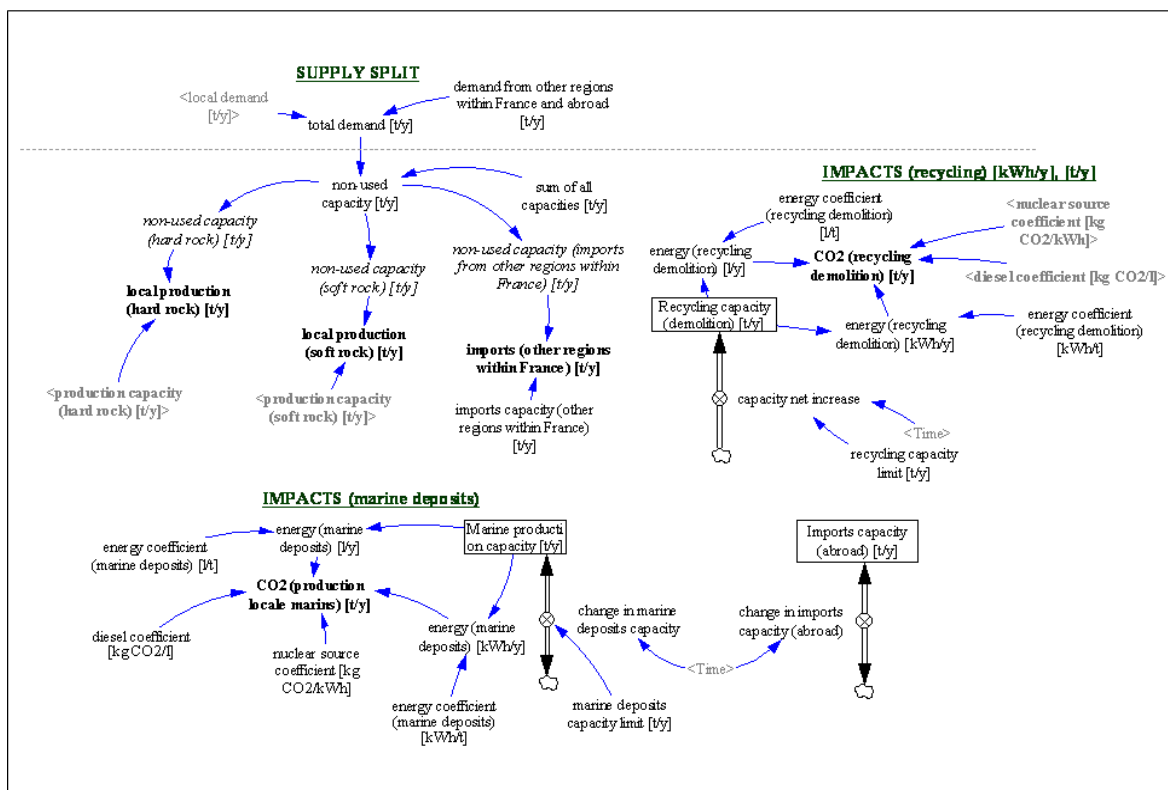 SUPPLY SPLIT
<local demand
[t/y]>
demand from other regions
within France and abroad
[t/y]
total demand [t/y]
non-used
capacity [t/y]
sum of all
capacities [t/y]
non-used capacity
(hard rock) [t/y]
non-used capacity
(soft rock) [t/y]
non-used capacity (imports
from other regions within
France) [t/y]
local production
(hard rock) [t/y]
local production
(soft rock) [t/y]
imports (other regions
within France) [t/y]
<production capacity
(hard rock) [t/y]>
<production capacity
(soft rock) [t/y]>
imports capacity (other
regions within France)
[t/y]
IMPACTS (recycling) [kWh/y], [t/y]
energy coefficient
(recycling demolition)
[l/t]
<nuclear source
coefficient [kg
CO2/kWh]>
energy (recycling
demolition) [l/y]
CO2 (recycling
demolition) [t/y]
<diesel coefficient [kg CO2/l]>
Recycling capacity
(demolition) [t/y]
energy (recycling
demolition) [kWh/y]
energy coefficient
(recycling demolition)
[kWh/t]
capacity net increase
<Time>
recycling capacity
limit [t/y]
IMPACTS (marine deposits)
energy coefficient
(marine deposits) [l/t]
energy (marine
deposits) [l/y]
Marine producti
on capacity [t/y]
CO2 (production
locale marins) [t/y]
diesel coefficient
[kg CO2/l]
nuclear source
coefficient [kg
CO2/kWh]
energy (marine
deposits) [kWh/y]
energy coefficient
(marine deposits)
[kWh/t]
change in marine
deposits capacity
marine deposits
capacity limit [t/y]
<Time>
change in imports
capacity (abroad)
Imports capacity
(abroad) [t/y]